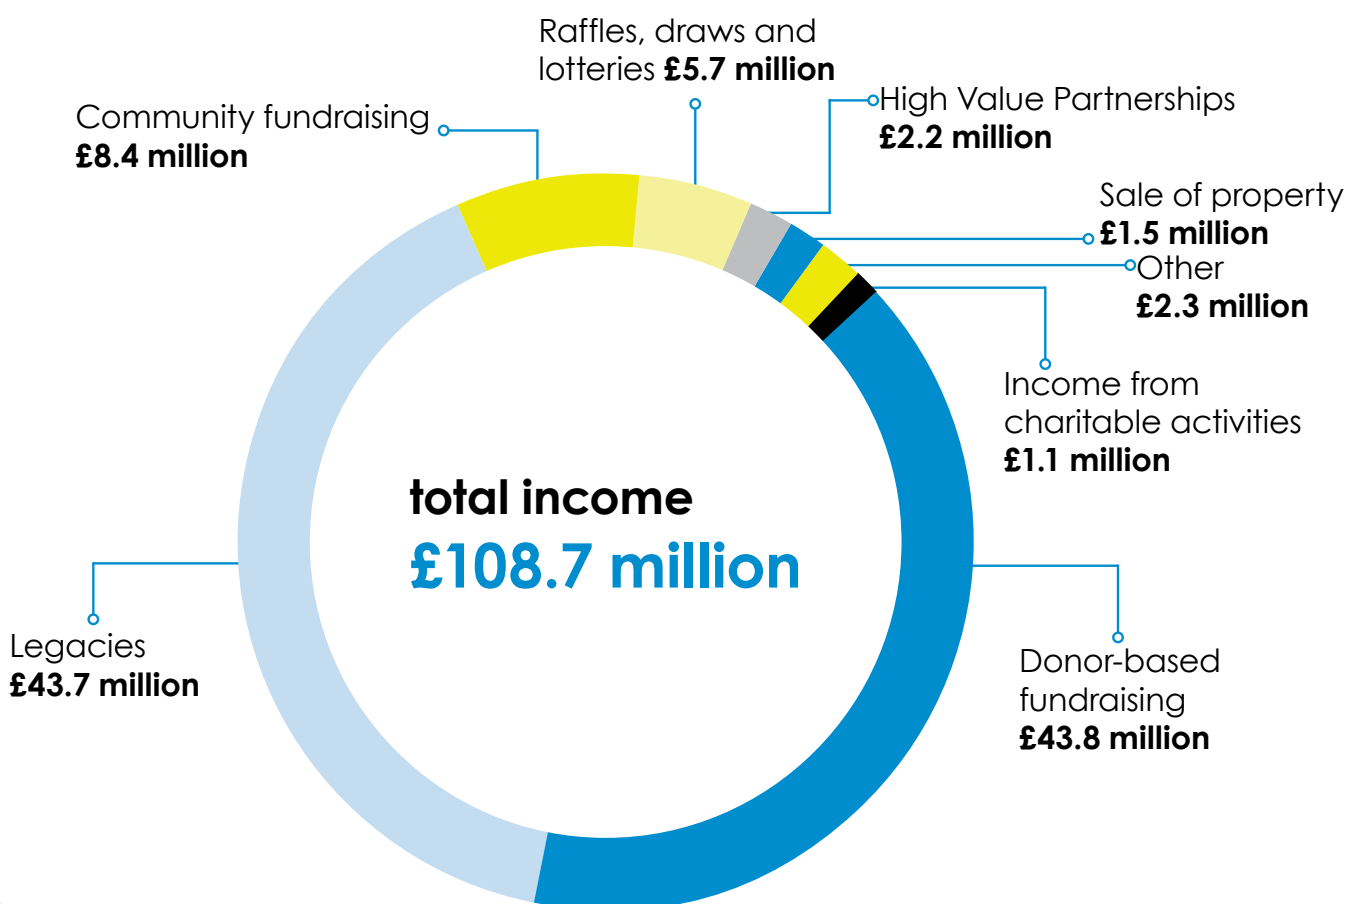 Raffles, draws and
lotteries £5.7 million
High Value Partnerships
£2.2 million
Community fundraising
£8.4 million
Sale of property
£1.5 million
Other
£2.3 million
Income from
charitable activities
£1.1 million
total income
£108.7 million
Legacies
£43.7 million
Donor-based
fundraising
£43.8 million